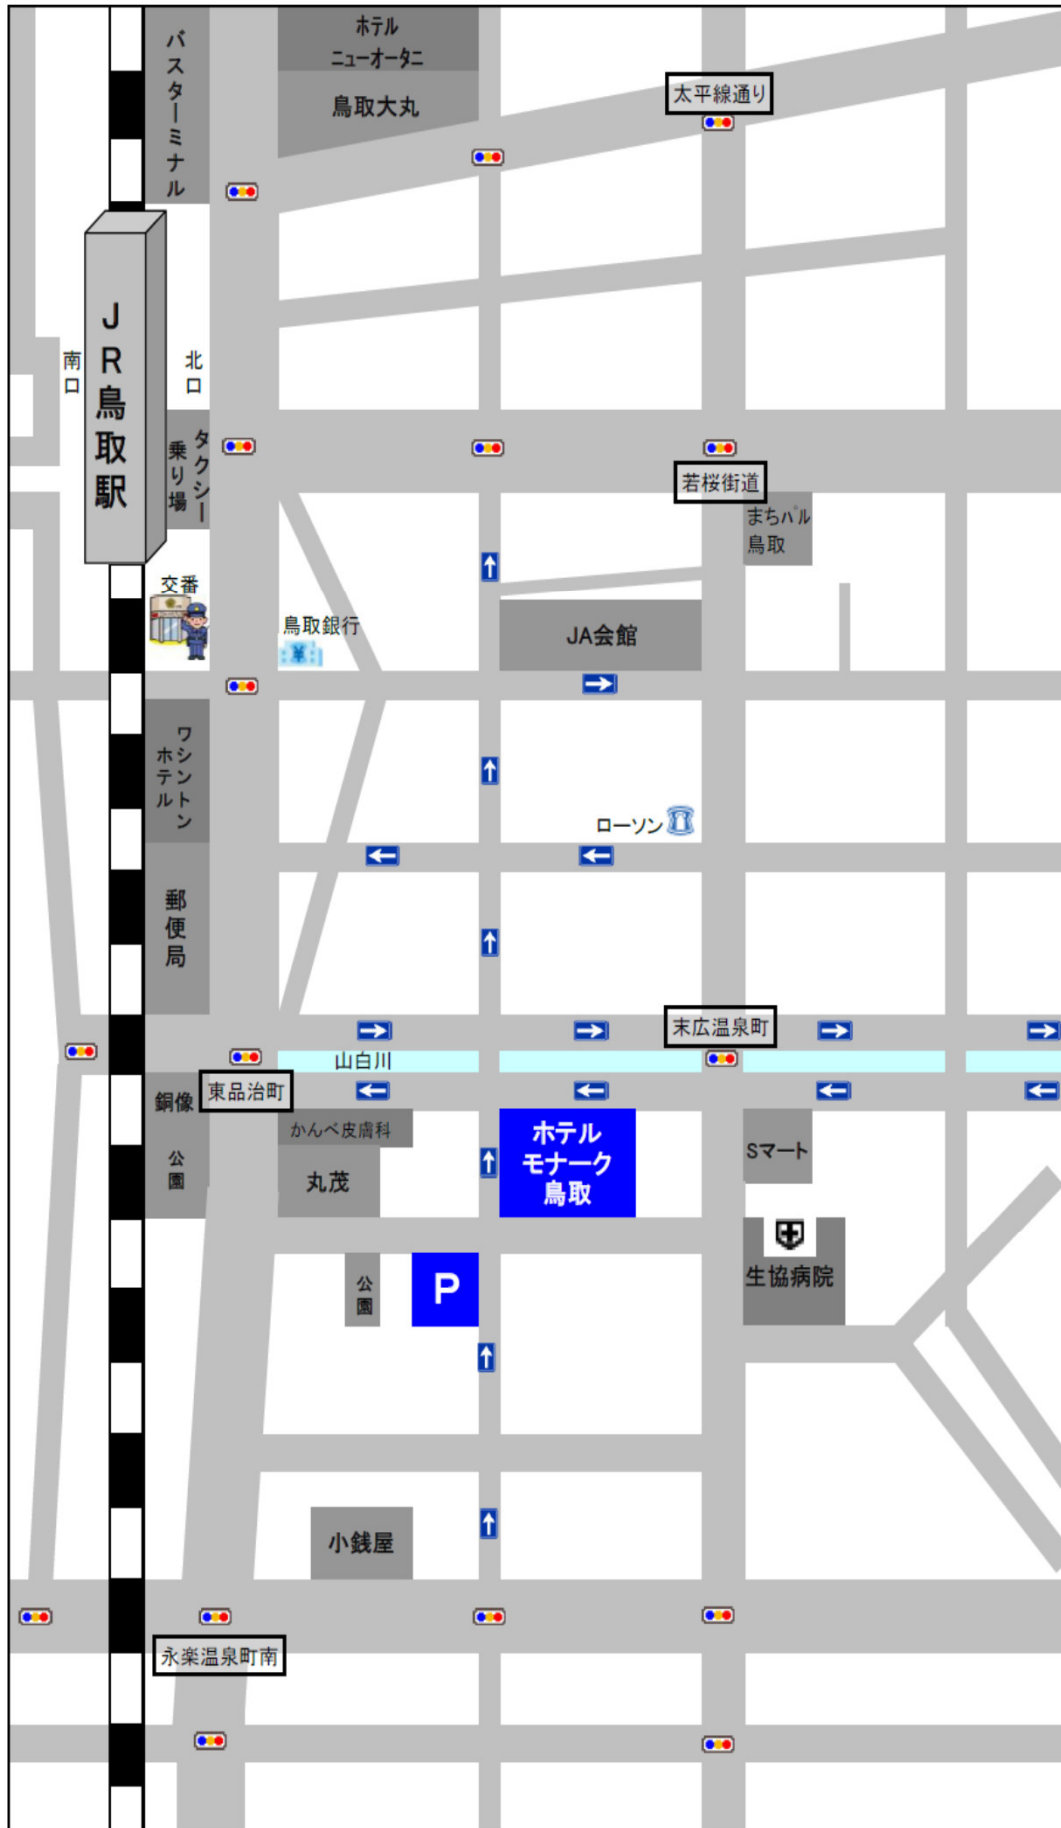 バスターミナル
ホテル
ニューオータニ
鳥取大丸
太平線通り
JR鳥取駅
南口
北口
タクシー
乗り場
若桜街道
まちパル
鳥取
交番
鳥取銀行
¥
JA会館
ワシントン
ホテル
ローソン
郵便局
末広温泉町
山白川
東品治町
銅像
公園
かんべ皮膚科
丸茂
ホテル
モナーク
鳥取
Sマート
生協病院
公園
P
小銭屋
永楽温泉町南